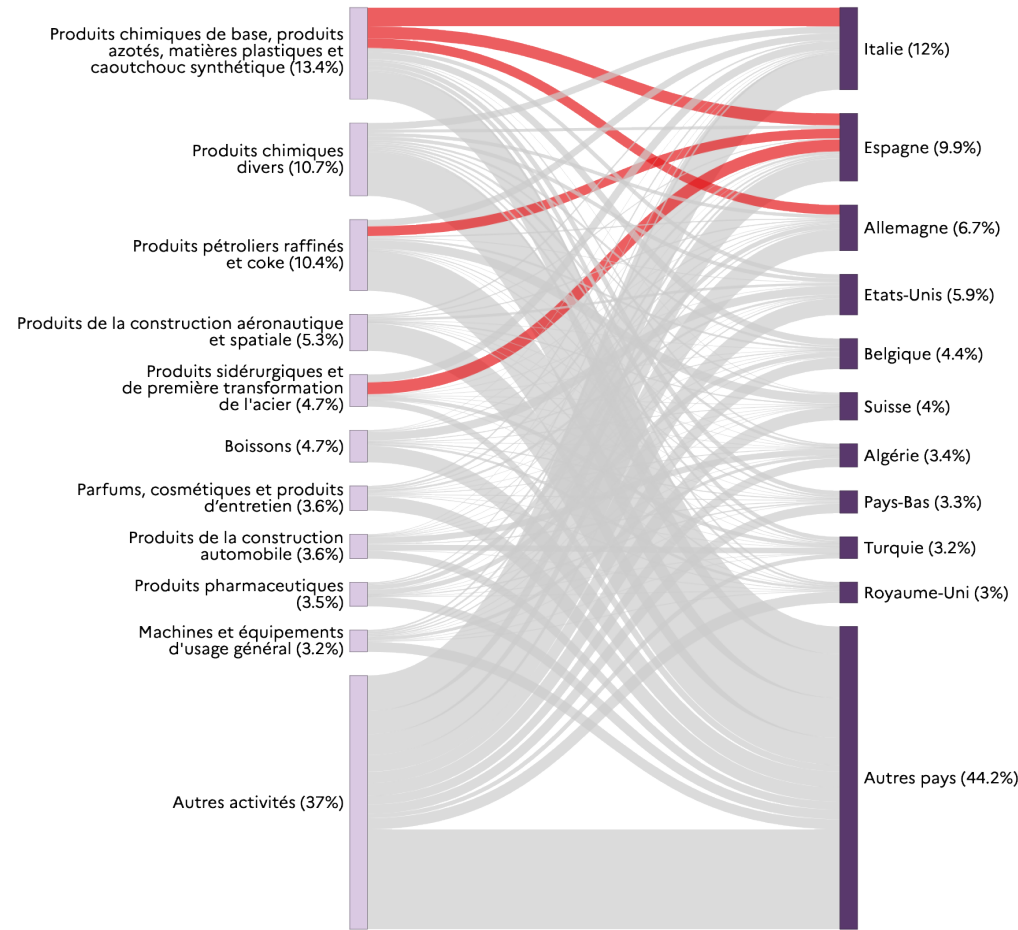 Produits chimiques de base, produits
azotés, matières plastiques et
caoutchouc synthétique (13.4%)
Produits chimiques
divers (10.7%)
Produits pétroliers raffinés
et coke (10.4%)
Produits de la construction aéronautique
et spatiale (5.3%)
Produits sidérurgiques et
de première transformation
de l'acier (4.7%)
Boissons (4.7%)
Parfums, cosmétiques et produits
d’entretien (3.6%)
Produits de la construction
automobile (3.6%)
Produits pharmaceutiques
(3.5%)
Machines et équipements
d'usage général (3.2%)
Autres activités (37%)
Italie (12%)
Espagne (9.9%)
Allemagne (6.7%)
Etats-Unis (5.9%)
Belgique (4.4%)
Suisse (4%)
Algérie (3.4%)
Pays-Bas (3.3%)
Turquie (3.2%)
Royaume-Uni (3%)
Autres pays (44.2%)